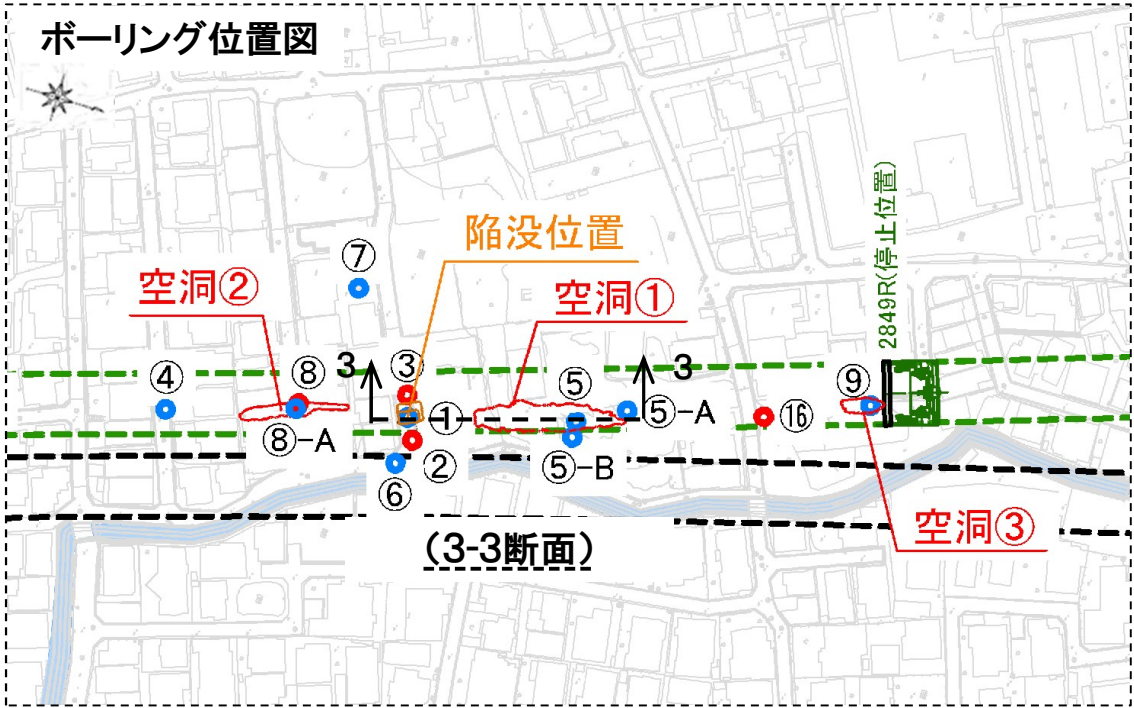 ボーリング位置図
陥没位置
⑦
空洞②
空洞①
2849R(停止位置)
3
③
3
④
⑧
⑤
⑨
⑧-A
①
⑤-A
⑯
②
⑤-B
⑥
空洞③
(3-3断面)